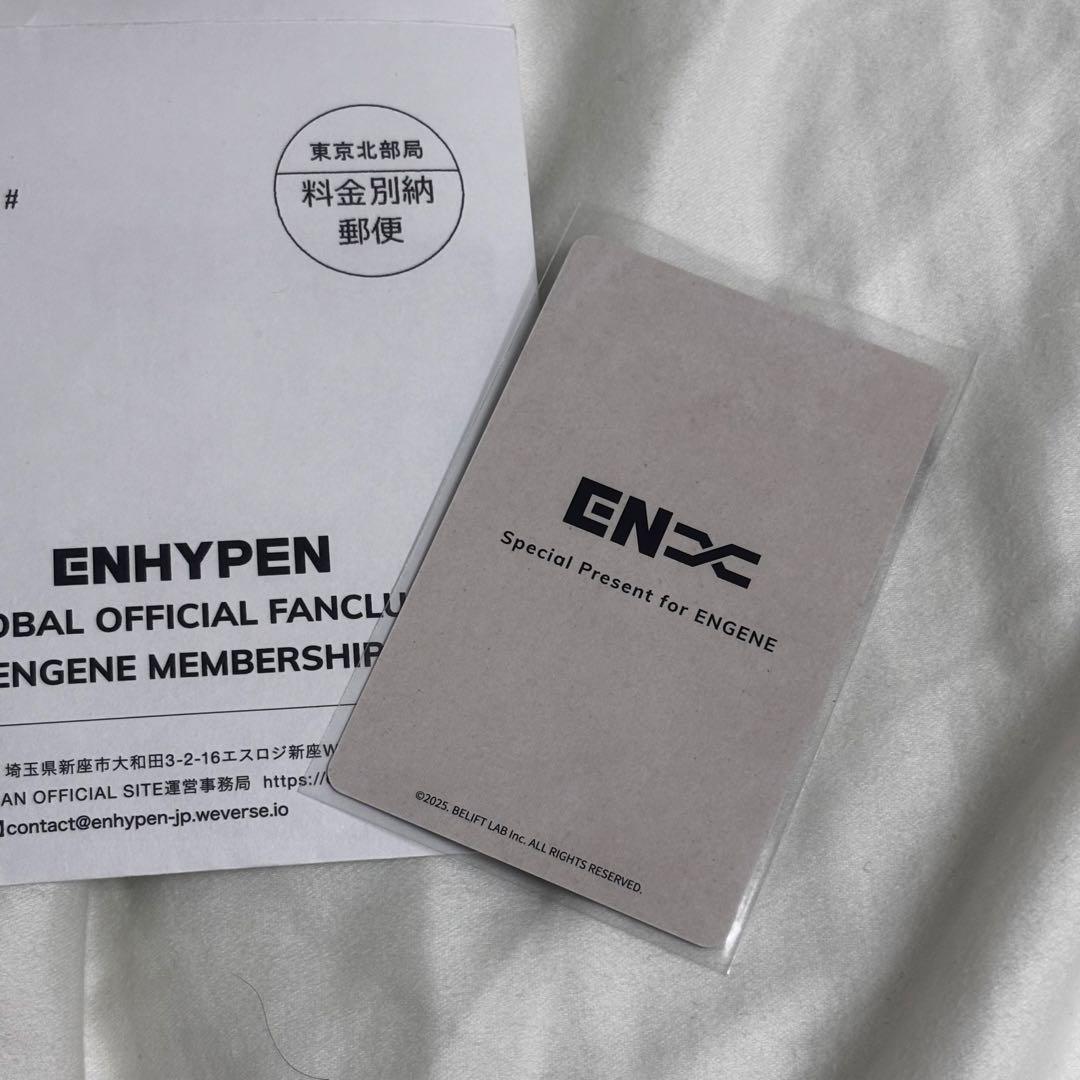 東京北部局
料金別納
郵便
#
ENHYPEN
OBAL OFFICIAL FANCLU
ENGENE MEMBERSHIP
埼玉県新座市大和田3-2-16エスロジ新座W
AN OFFICIAL SITE運営事務局 https://
】contact@enhypen-jp.weverse.io
EN
Special Present for ENGENE
©2025. BELIFT LAB Inc. ALL RIGHTS RESERVED.